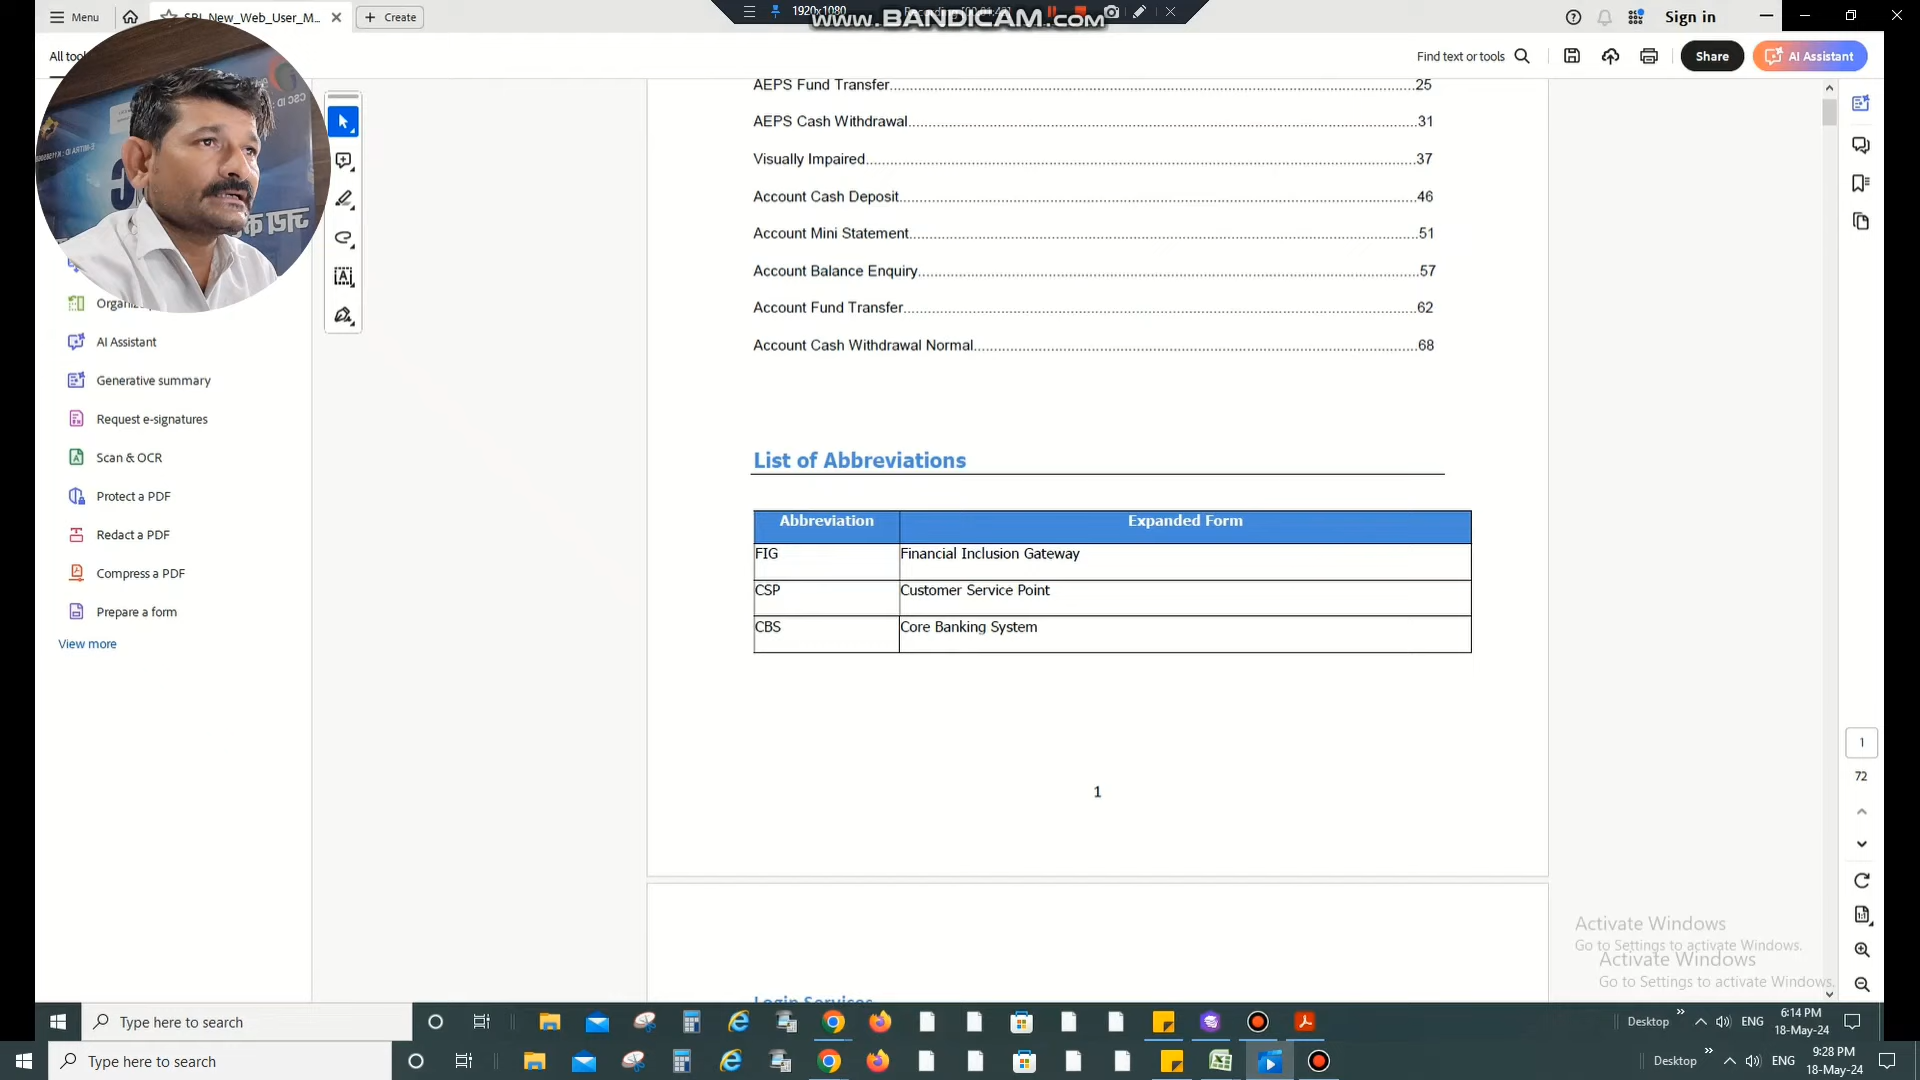 Menu
SBI_New_Web_User_M...
Create
1920x1080
www.BANDICAM.com
Sign in
All tool
Find text or tools
Share
AI Assistant
CSC ID :
AEPS Fund Transfer 25
AEPS Cash Withdrawal 31
Visually Impaired 37
Account Cash Deposit 46
Account Mini Statement 51
Account Balance Enquiry 57
Account Fund Transfer 62
Account Cash Withdrawal Normal 68
AI Assistant
Generative summary
Request e-signatures
Scan & OCR
Protect a PDF
Redact a PDF
Compress a PDF
Prepare a form
View more
List of Abbreviations
Abbreviation Expanded Form
FIG Financial Inclusion Gateway
CSP Customer Service Point
CBS Core Banking System
1
1
72
Login Services
Activate Windows
Go to Settings to activate Windows.
Activate Windows
Go to Settings to activate Windows.
Type here to search
Desktop
ENG
6:14 PM
18-May-24
Type here to search
Desktop
ENG
9:28 PM
18-May-24